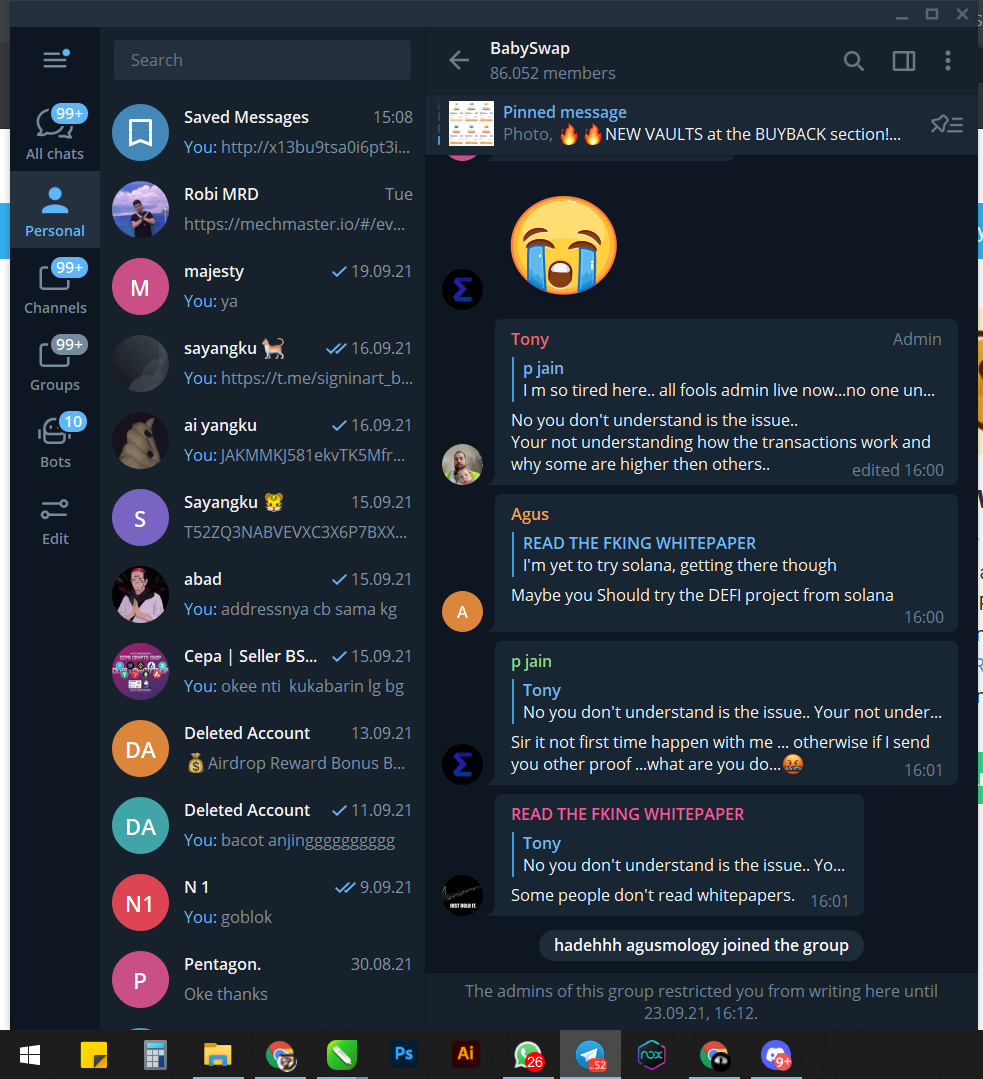 Search
99+
All chats
Personal
99+
Channels
99+
Groups
10
Bots
Edit
Saved Messages 15:08
You: http://x13bu9tsa0i6pt3i...
Robi MRD Tue
https://mechmaster.io/#/ev...
M
majesty 19.09.21
You: ya
sayangku 🐈 16.09.21
You: https://t.me/signinart_b...
ai yangku 16.09.21
You: JAKMMKJ581ekvTK5Mfr...
S
Sayangku 🐯 15.09.21
T52ZQ3NABVEVXC3X6P7BXX...
abad 15.09.21
You: addressnya cb sama kg
Cepa | Seller BS... 15.09.21
You: okee nti kukabarin lg bg
DA
Deleted Account 13.09.21
💰Airdrop Reward Bonus B...
DA
Deleted Account 11.09.21
You: bacot anjingggggggggg
N1
N 1 9.09.21
You: goblok
P
Pentagon. 30.08.21
Oke thanks
BabySwap
86.052 members
Pinned message
Photo, 🔥🔥NEW VAULTS at the BUYBACK section!...
Tony Admin
p jain
I m so tired here.. all fools admin live now...no one un...
No you don't understand is the issue..
Your not understanding how the transactions work and
why some are higher then others..
edited 16:00
Agus
READ THE FKING WHITEPAPER
I'm yet to try solana, getting there though
Maybe you Should try the DEFI project from solana
16:00
A
p jain
Tony
No you don't understand is the issue.. Your not under...
Sir it not first time happen with me ... otherwise if I send
you other proof ...what are you do...🤬
16:01
READ THE FKING WHITEPAPER
Tony
No you don't understand is the issue.. Yo...
Some people don't read whitepapers.
16:01
JUST HOLD IT.
hadehhh agusmology joined the group
The admins of this group restricted you from writing here until
23.09.21, 16:12.
Ps
Ai
26
..52
nox
9+